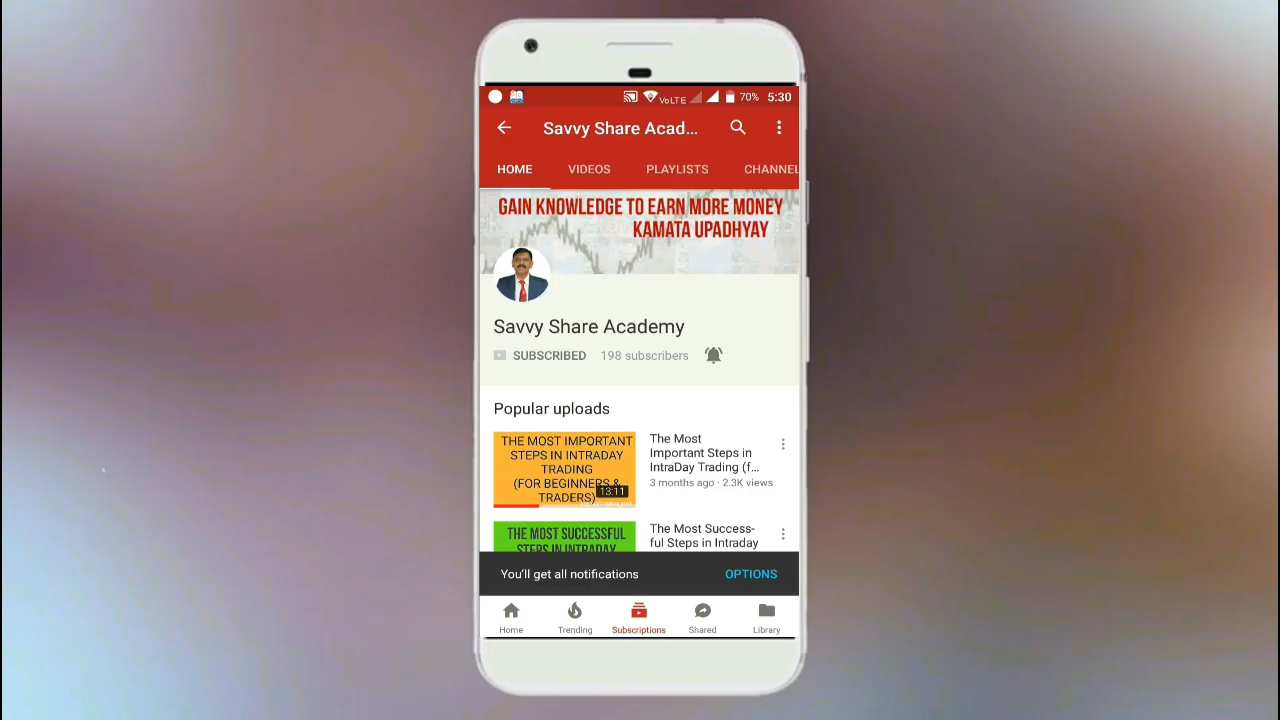 VoLTE 70% 5:30
Savvy Share Acad...
HOME VIDEOS PLAYLISTS CHANNEL
GAIN KNOWLEDGE TO EARN MORE MONEY
KAMATA UPADHYAY
Savvy Share Academy
SUBSCRIBED 198 subscribers
Popular uploads
THE MOST IMPORTANT
STEPS IN INTRADAY
TRADING
(FOR BEGINNERS &
TRADERS)
13:11
The Most
Important Steps in
IntraDay Trading (f...
3 months ago · 2.3K views
THE MOST SUCCESSFUL
STEPS IN INTRADAY
The Most Success-
ful Steps in Intraday
You'll get all notifications OPTIONS
Home Trending Subscriptions Shared Library